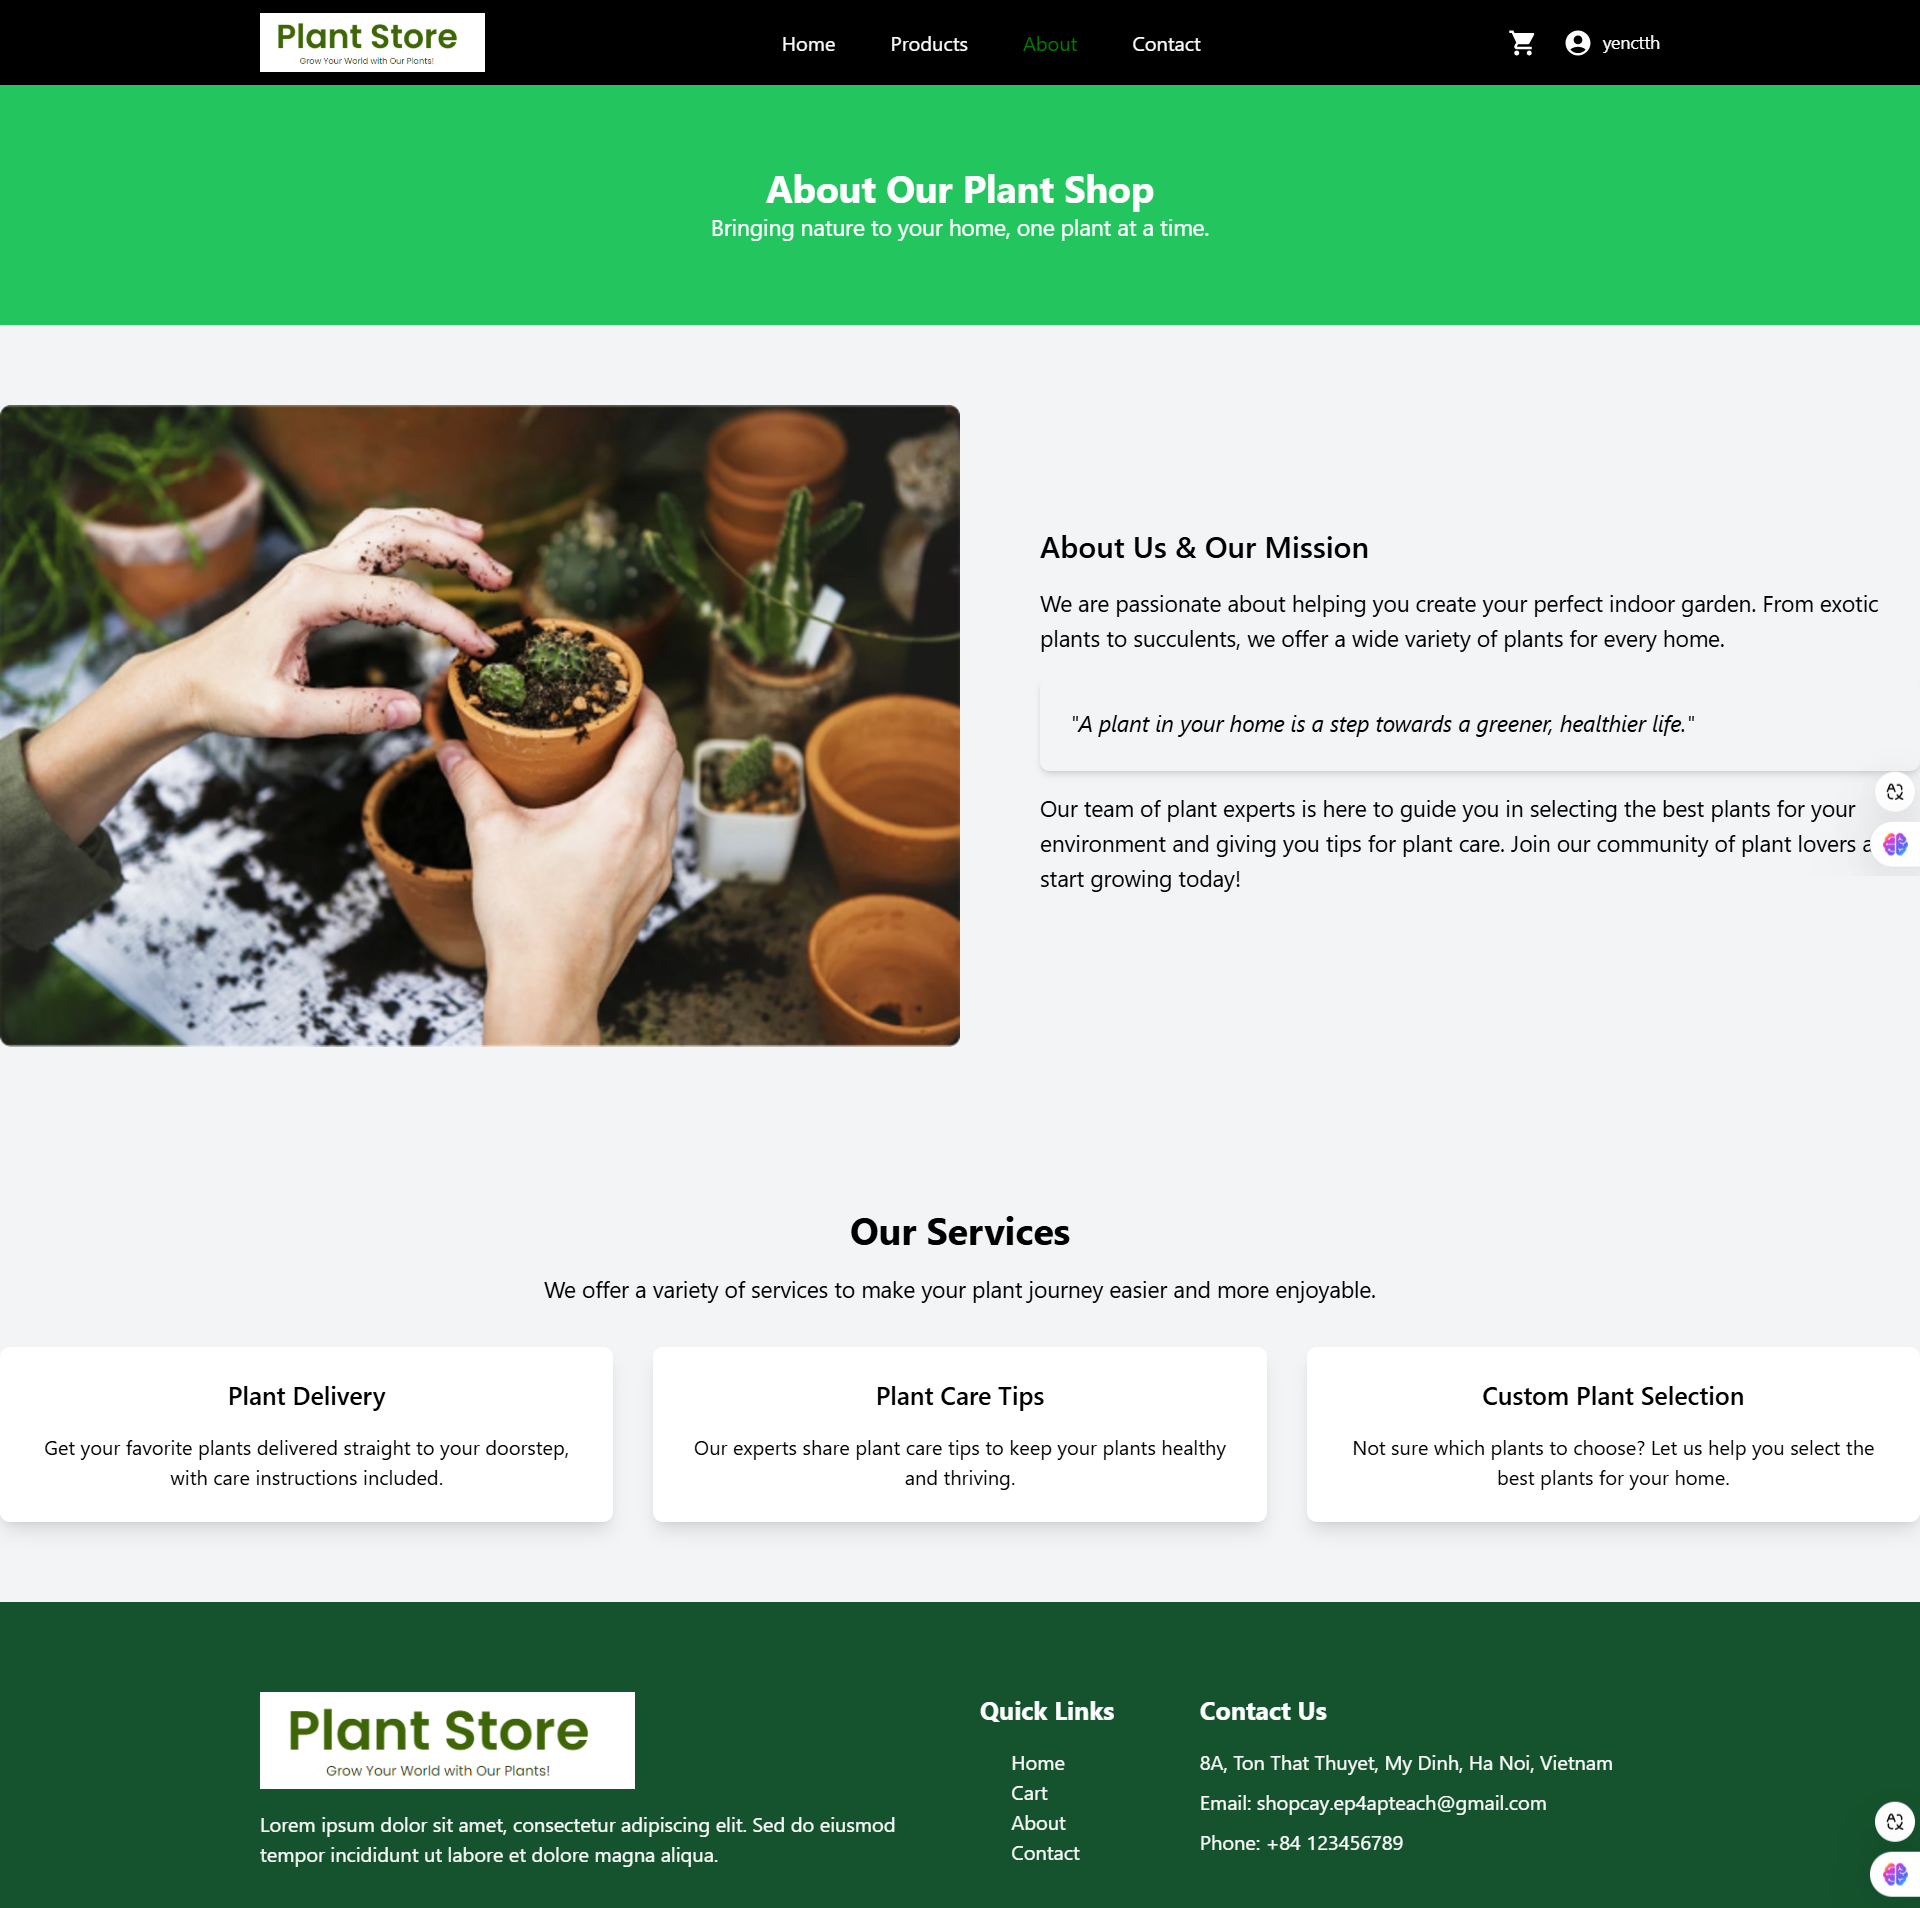 Plant Store
Grow Your World with Our Plants!
Home
Products
About
Contact
yenctth
About Our Plant Shop
Bringing nature to your home, one plant at a time.
About Us & Our Mission
We are passionate about helping you create your perfect indoor garden. From exotic
plants to succulents, we offer a wide variety of plants for every home.
"A plant in your home is a step towards a greener, healthier life."
Our team of plant experts is here to guide you in selecting the best plants for your
environment and giving you tips for plant care. Join our community of plant lovers
start growing today!
Our Services
We offer a variety of services to make your plant journey easier and more enjoyable.
Plant Delivery
Get your favorite plants delivered straight to your doorstep,
with care instructions included.
Plant Care Tips
Our experts share plant care tips to keep your plants healthy
and thriving.
Custom Plant Selection
Not sure which plants to choose? Let us help you select the
best plants for your home.
Plant Store
Grow Your World with Our Plants!
Lorem ipsum dolor sit amet, consectetur adipiscing elit. Sed do eiusmod
tempor incididunt ut labore et dolore magna aliqua.
Quick Links
Home
Cart
About
Contact
Contact Us
8A, Ton That Thuyet, My Dinh, Ha Noi, Vietnam
Email: shopcay.ep4apteach@gmail.com
Phone: +84 123456789